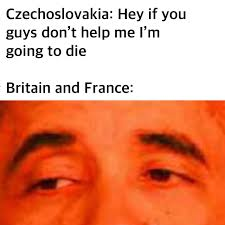 Czechoslovakia: Hey if you
guys don't help me I'm
going to die
Britain and France: